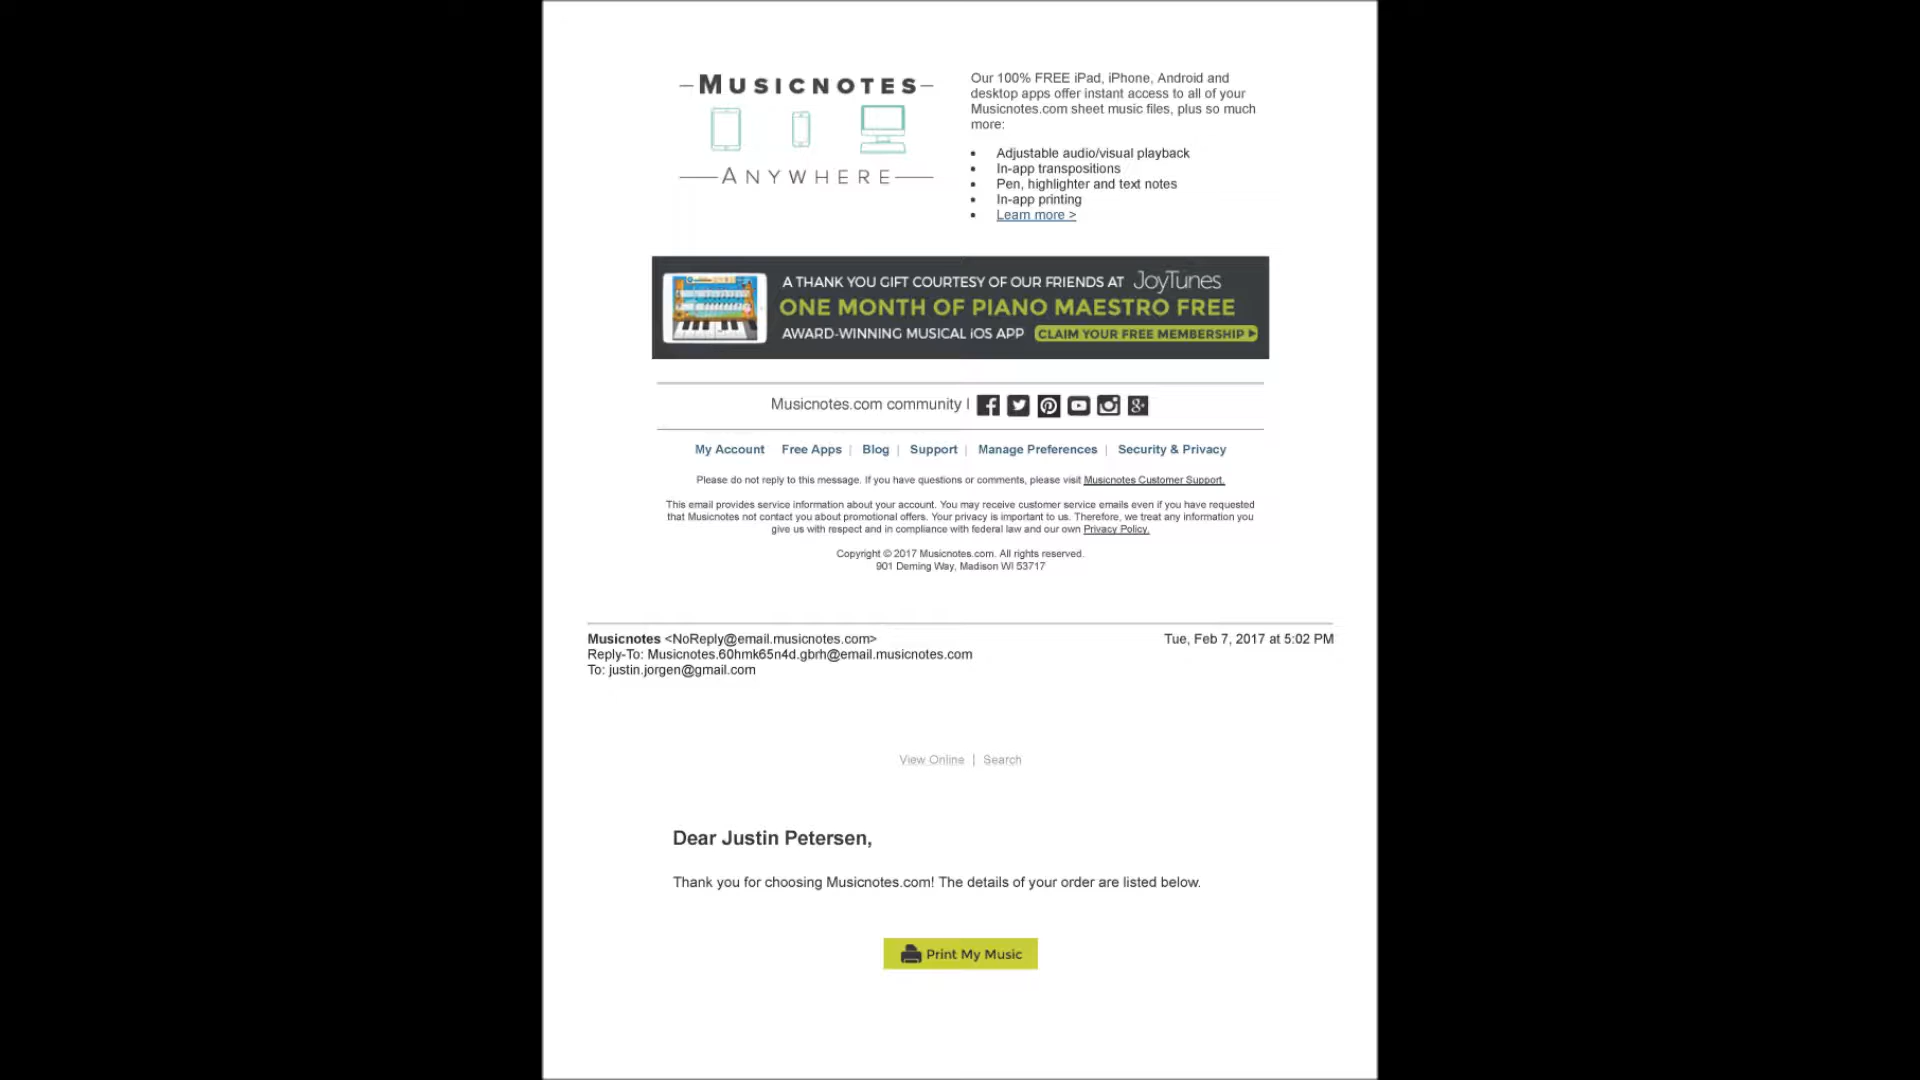 MUSICNOTES
ANYWHERE
Our 100% FREE iPad, iPhone, Android and
desktop apps offer instant access to all of your
Musicnotes.com sheet music files, plus so much
more:
• Adjustable audio/visual playback
• In-app transpositions
• Pen, highlighter and text notes
• In-app printing
• Learn more >
A THANK YOU GIFT COURTESY OF OUR FRIENDS AT JoyTunes
ONE MONTH OF PIANO MAESTRO FREE
AWARD-WINNING MUSICAL iOS APP CLAIM YOUR FREE MEMBERSHIP
Musicnotes.com community |
My Account Free Apps | Blog | Support | Manage Preferences | Security & Privacy
Please do not reply to this message. If you have questions or comments, please visit Musicnotes Customer Support.
This email provides service information about your account. You may receive customer service emails even if you have requested
that Musicnotes not contact you about promotional offers. Your privacy is important to us. Therefore, we treat any information you
give us with respect and in compliance with federal law and our own Privacy Policy.
Copyright © 2017 Musicnotes.com. All rights reserved.
901 Deming Way, Madison WI 53717
Musicnotes <NoReply@email.musicnotes.com> Tue, Feb 7, 2017 at 5:02 PM
Reply-To: Musicnotes.60hmk65n4d.gbrh@email.musicnotes.com
To: justin.jorgen@gmail.com
View Online | Search
Dear Justin Petersen,
Thank you for choosing Musicnotes.com! The details of your order are listed below.
Print My Music